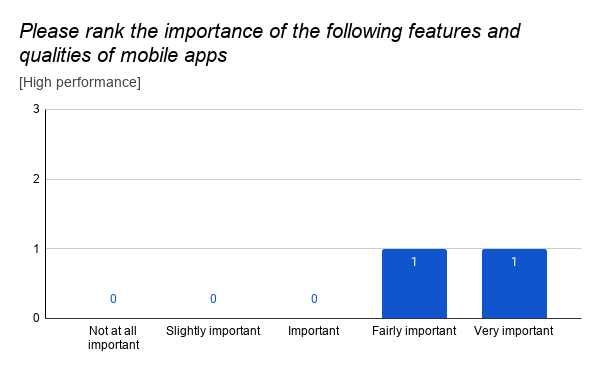 Please rank the importance of the following features and
qualities of mobile apps
[High performance]
3
2
1
0
0
0
0
1
1
Not at all
important
Slightly important
Important
Fairly important
Very important